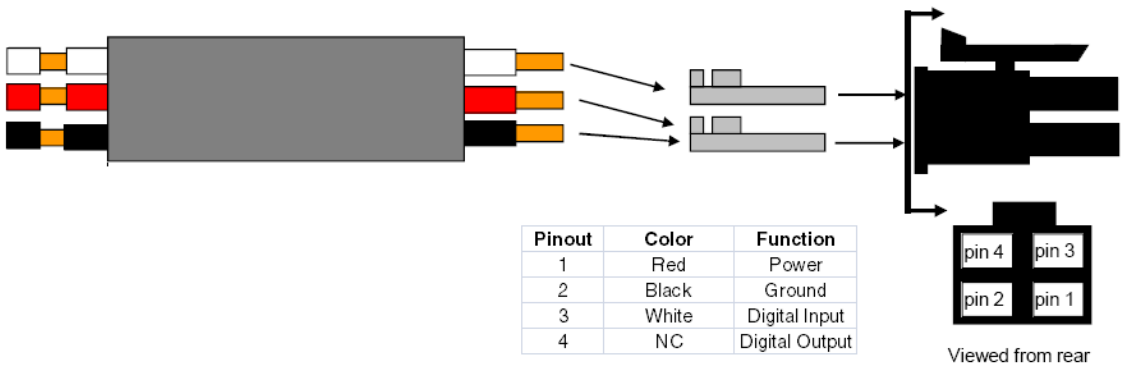 Pinout Color Function
1 Red Power
2 Black Ground
3 White Digital Input
4 NC Digital Output
pin 4 pin 3
pin 2 pin 1
Viewed from rear